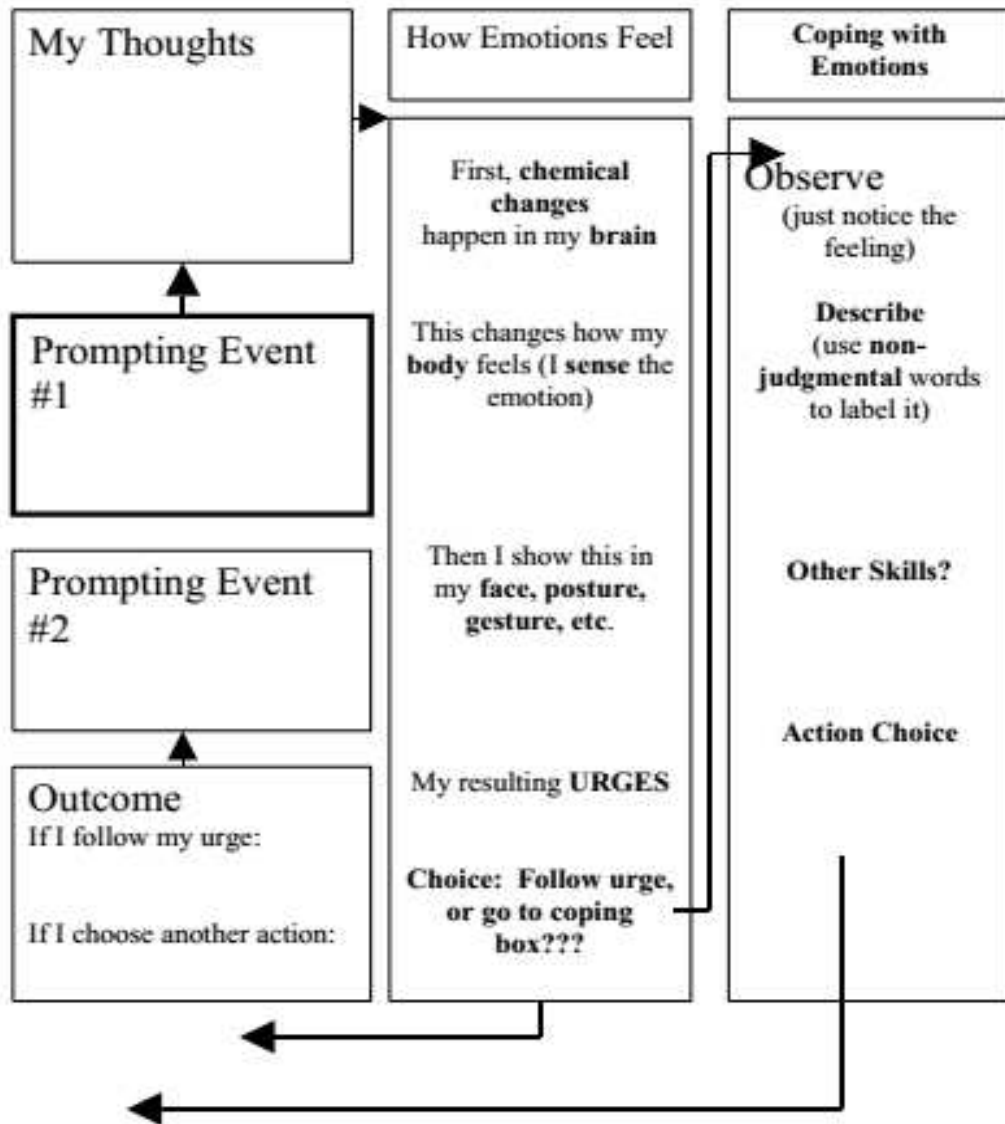 My Thoughts
Prompting Event
#1
Prompting Event
#2
Outcome
If I follow my urge:
If I choose another action:
How Emotions Feel
First, chemical
changes
happen in my brain
This changes how my
body feels (I sense the
emotion)
Then I show this in
my face, posture,
gesture, etc.
My resulting URGES
Choice: Follow urge,
or go to coping
box???
Coping with
Emotions
Observe
(just notice the
feeling)
Describe
(use non-
judgmental words
to label it)
Other Skills?
Action Choice